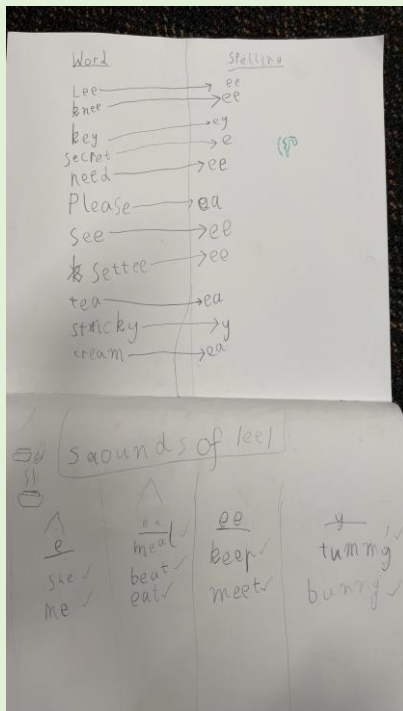 Word Spelling
Lee ee
knee ee
key ey
secret e
need ee
Please ea
see ee
settee ee
tea ea
sticky y
cream ea
saounds of /ee/
e ea ee y
she meal keep tummy
me beat meet bunny
eat